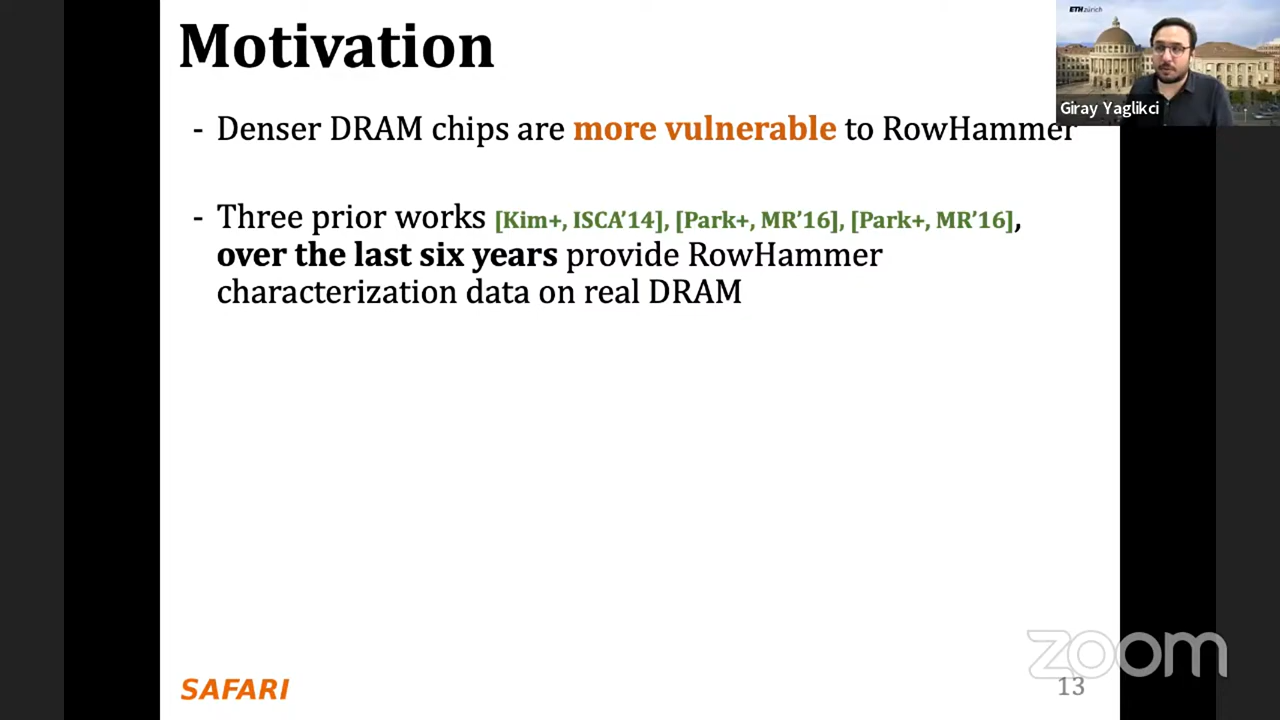 Motivation
ETH zürich
Giray Yaglikci
- Denser DRAM chips are more vulnerable to RowHammer
- Three prior works [Kim+, ISCA’14], [Park+, MR’16], [Park+, MR’16],
over the last six years provide RowHammer
characterization data on real DRAM
zoom
SAFARI
13